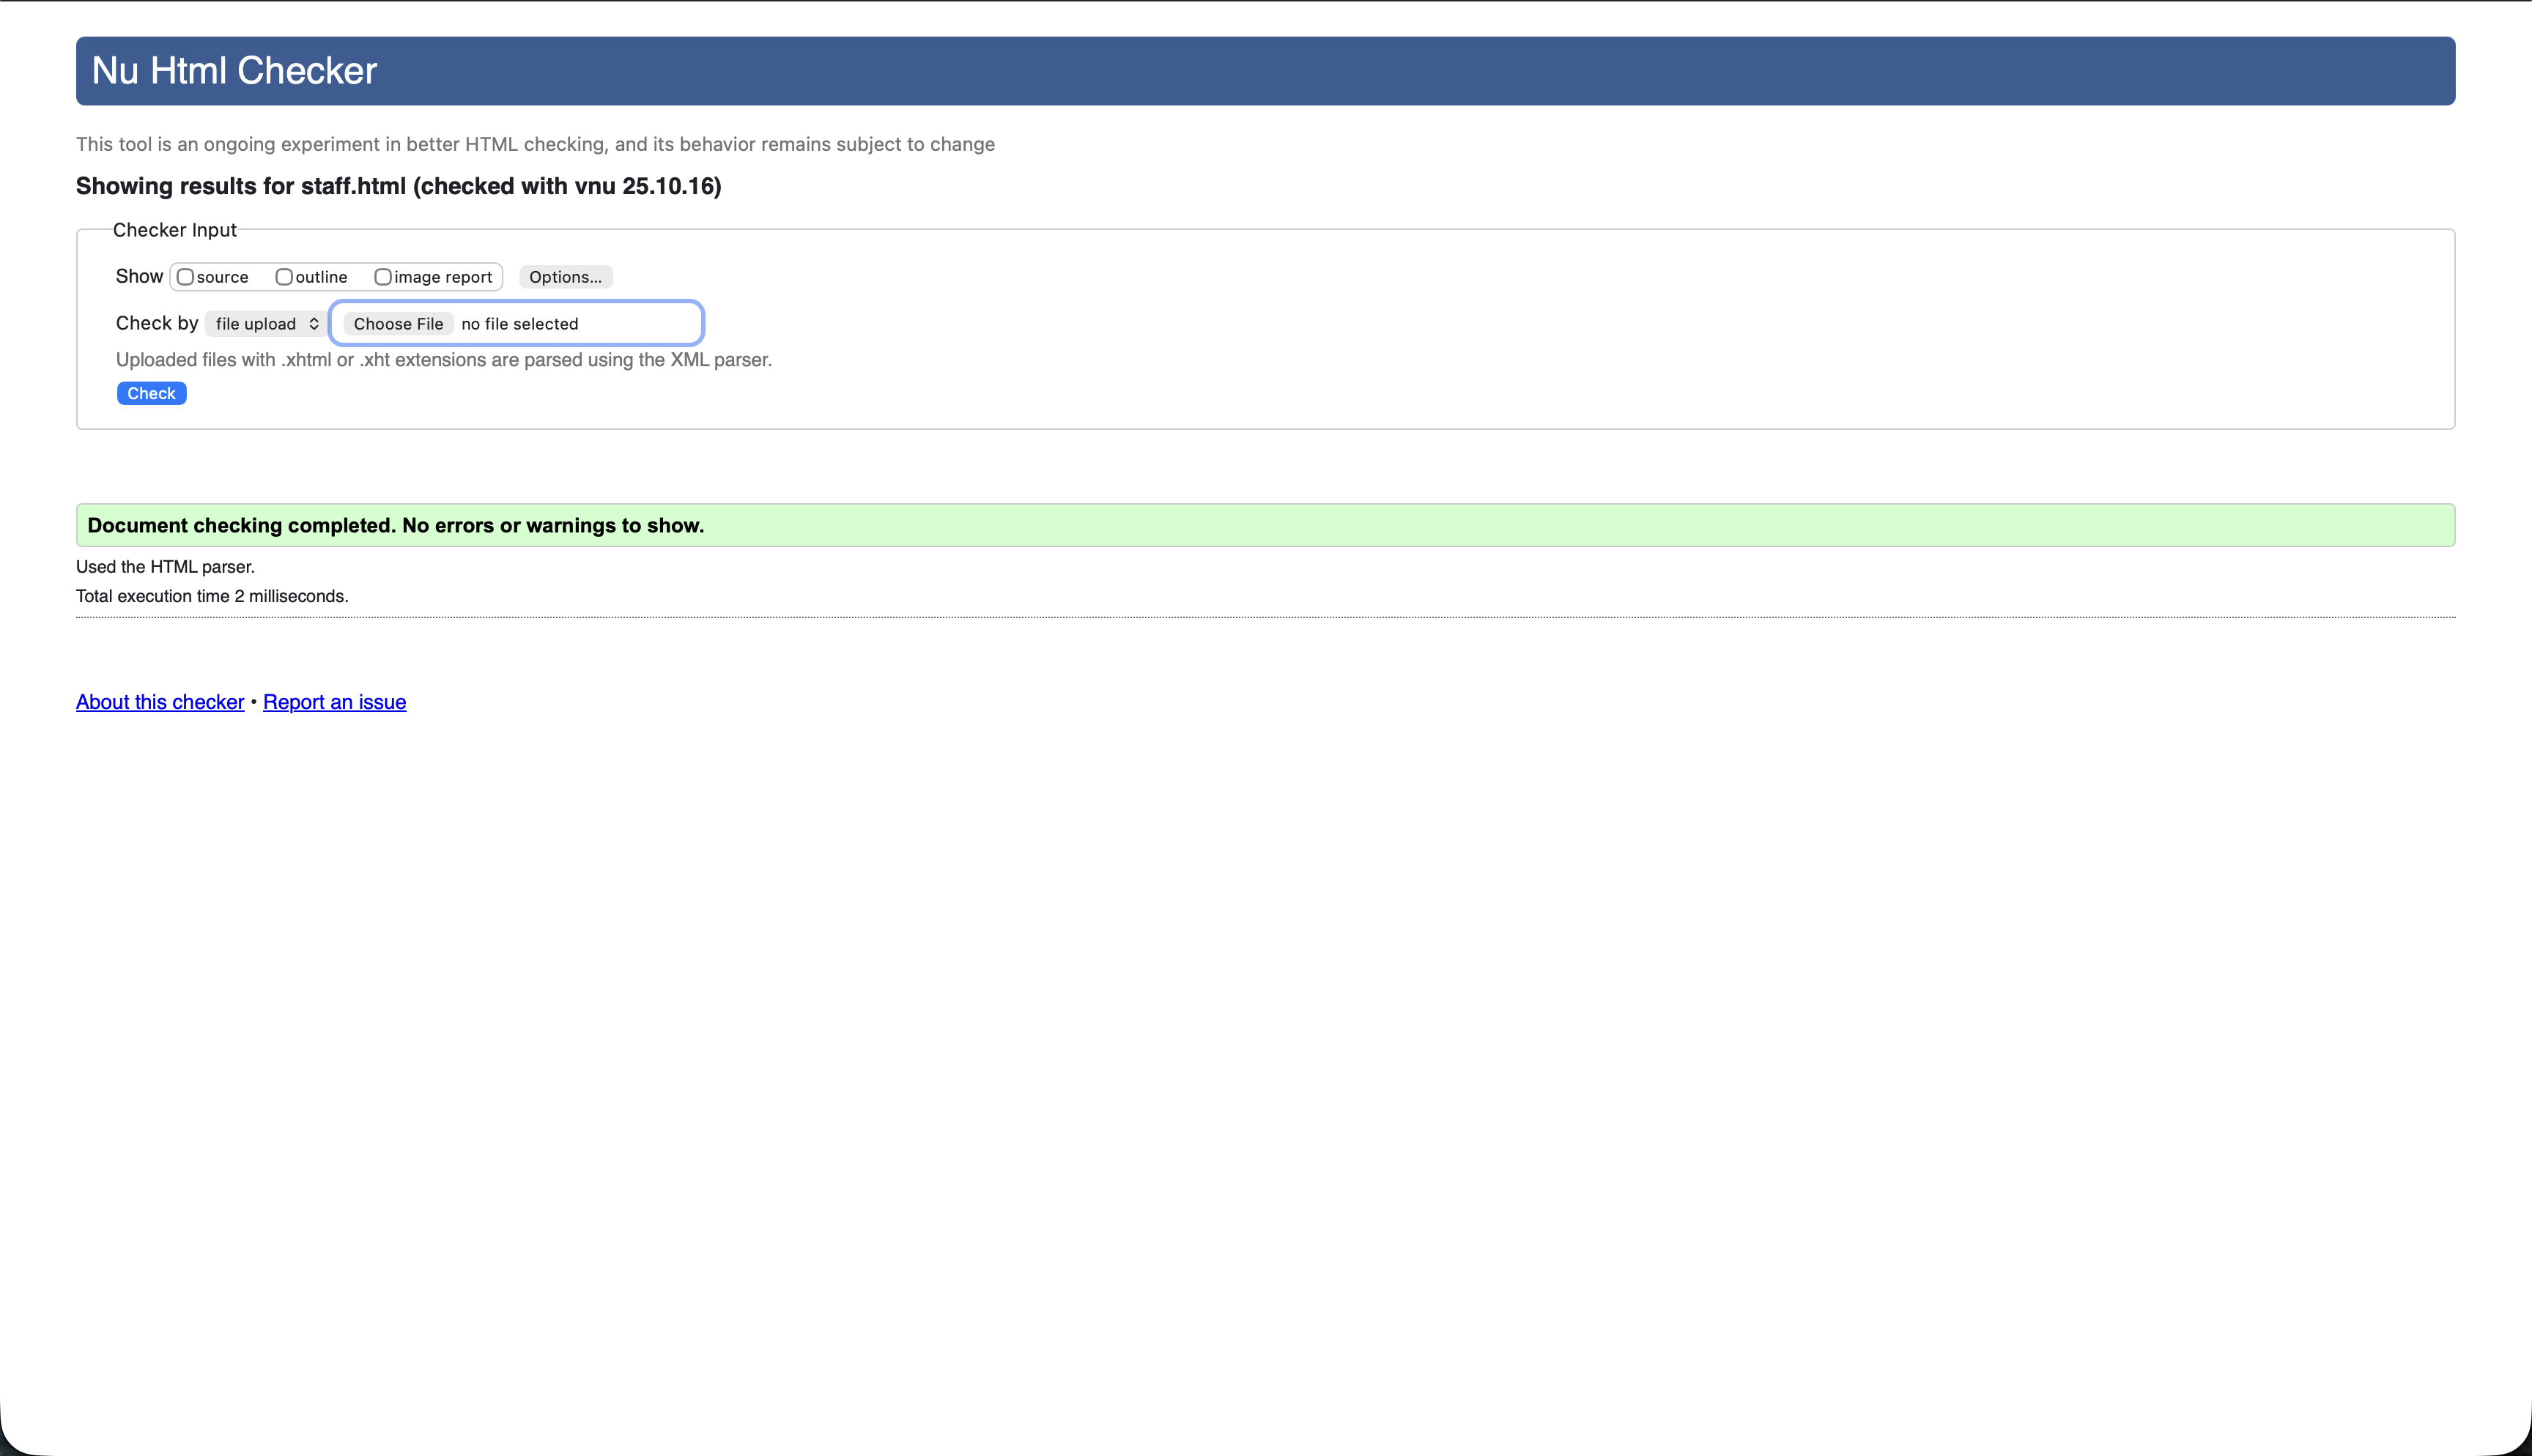 Nu Html Checker
This tool is an ongoing experiment in better HTML checking, and its behavior remains subject to change
Showing results for staff.html (checked with vnu 25.10.16)
Checker Input
Show source outline image report Options...
Check by file upload Choose File no file selected
Uploaded files with .xhtml or .xht extensions are parsed using the XML parser.
Check
Document checking completed. No errors or warnings to show.
Used the HTML parser.
Total execution time 2 milliseconds.
About this checker • Report an issue